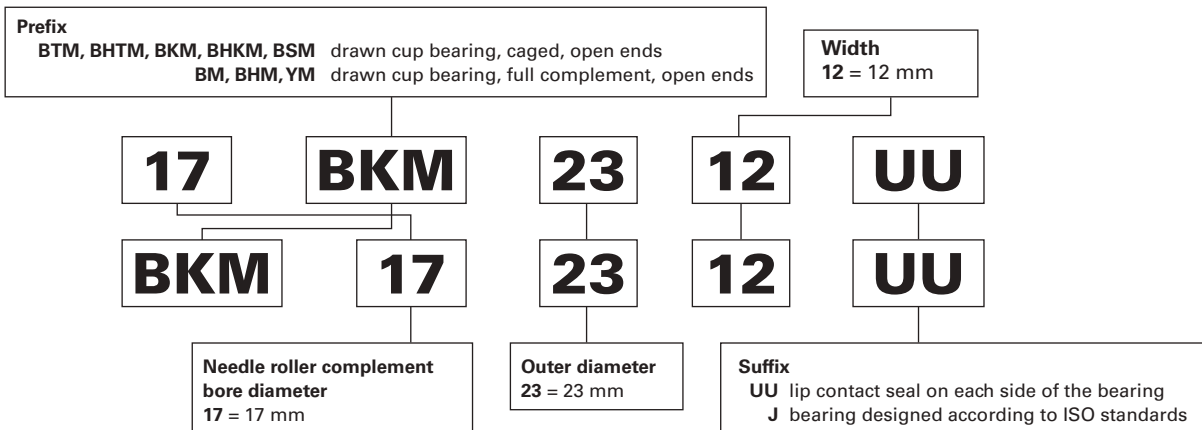 Prefix
BTM, BHTM, BKM, BHKM, BSM drawn cup bearing, caged, open ends
BM, BHM, YM drawn cup bearing, full complement, open ends
Width
12 = 12 mm
17 BKM 23 12 UU
BKM 17 23 12 UU
Needle roller complement
bore diameter
17 = 17 mm
Outer diameter
23 = 23 mm
Suffix
UU lip contact seal on each side of the bearing
J bearing designed according to ISO standards